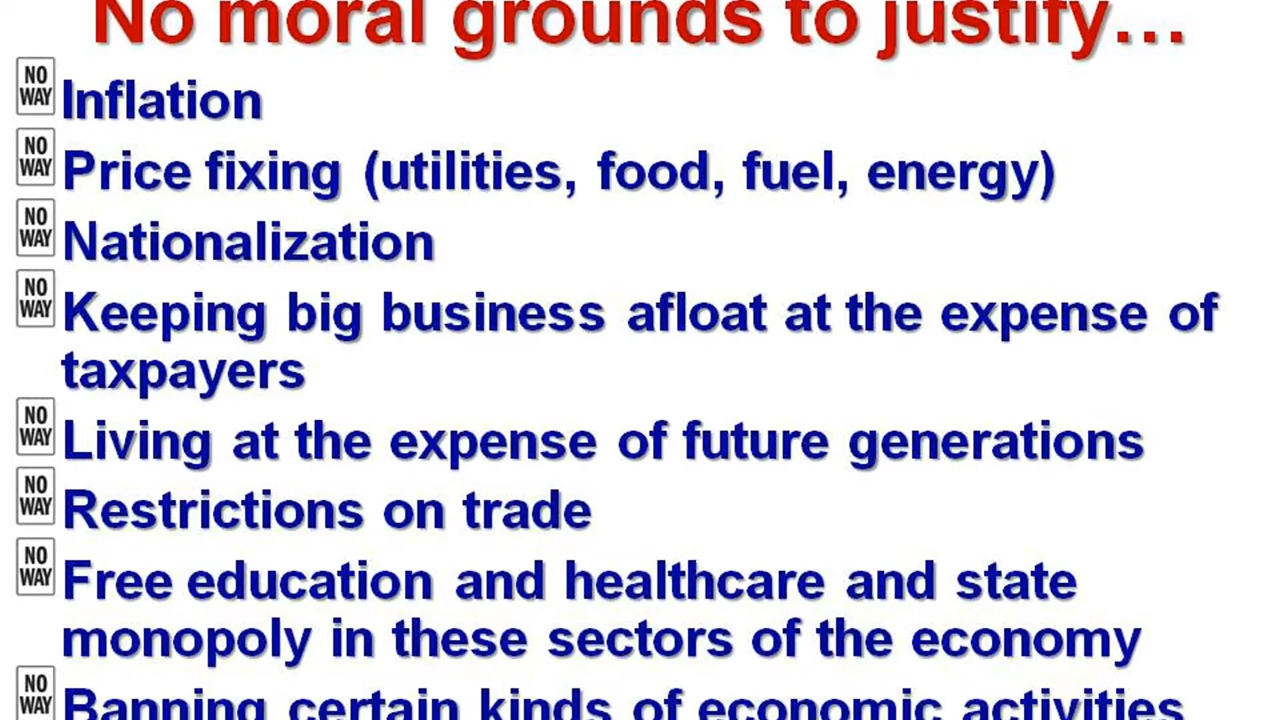 No moral grounds to justify…
NO
WAY
Inflation
NO
WAY
Price fixing (utilities, food, fuel, energy)
NO
WAY
Nationalization
NO
WAY
Keeping big business afloat at the expense of
taxpayers
NO
WAY
Living at the expense of future generations
NO
WAY
Restrictions on trade
NO
WAY
Free education and healthcare and state
monopoly in these sectors of the economy
NO
WAY
Banning certain kinds of economic activities